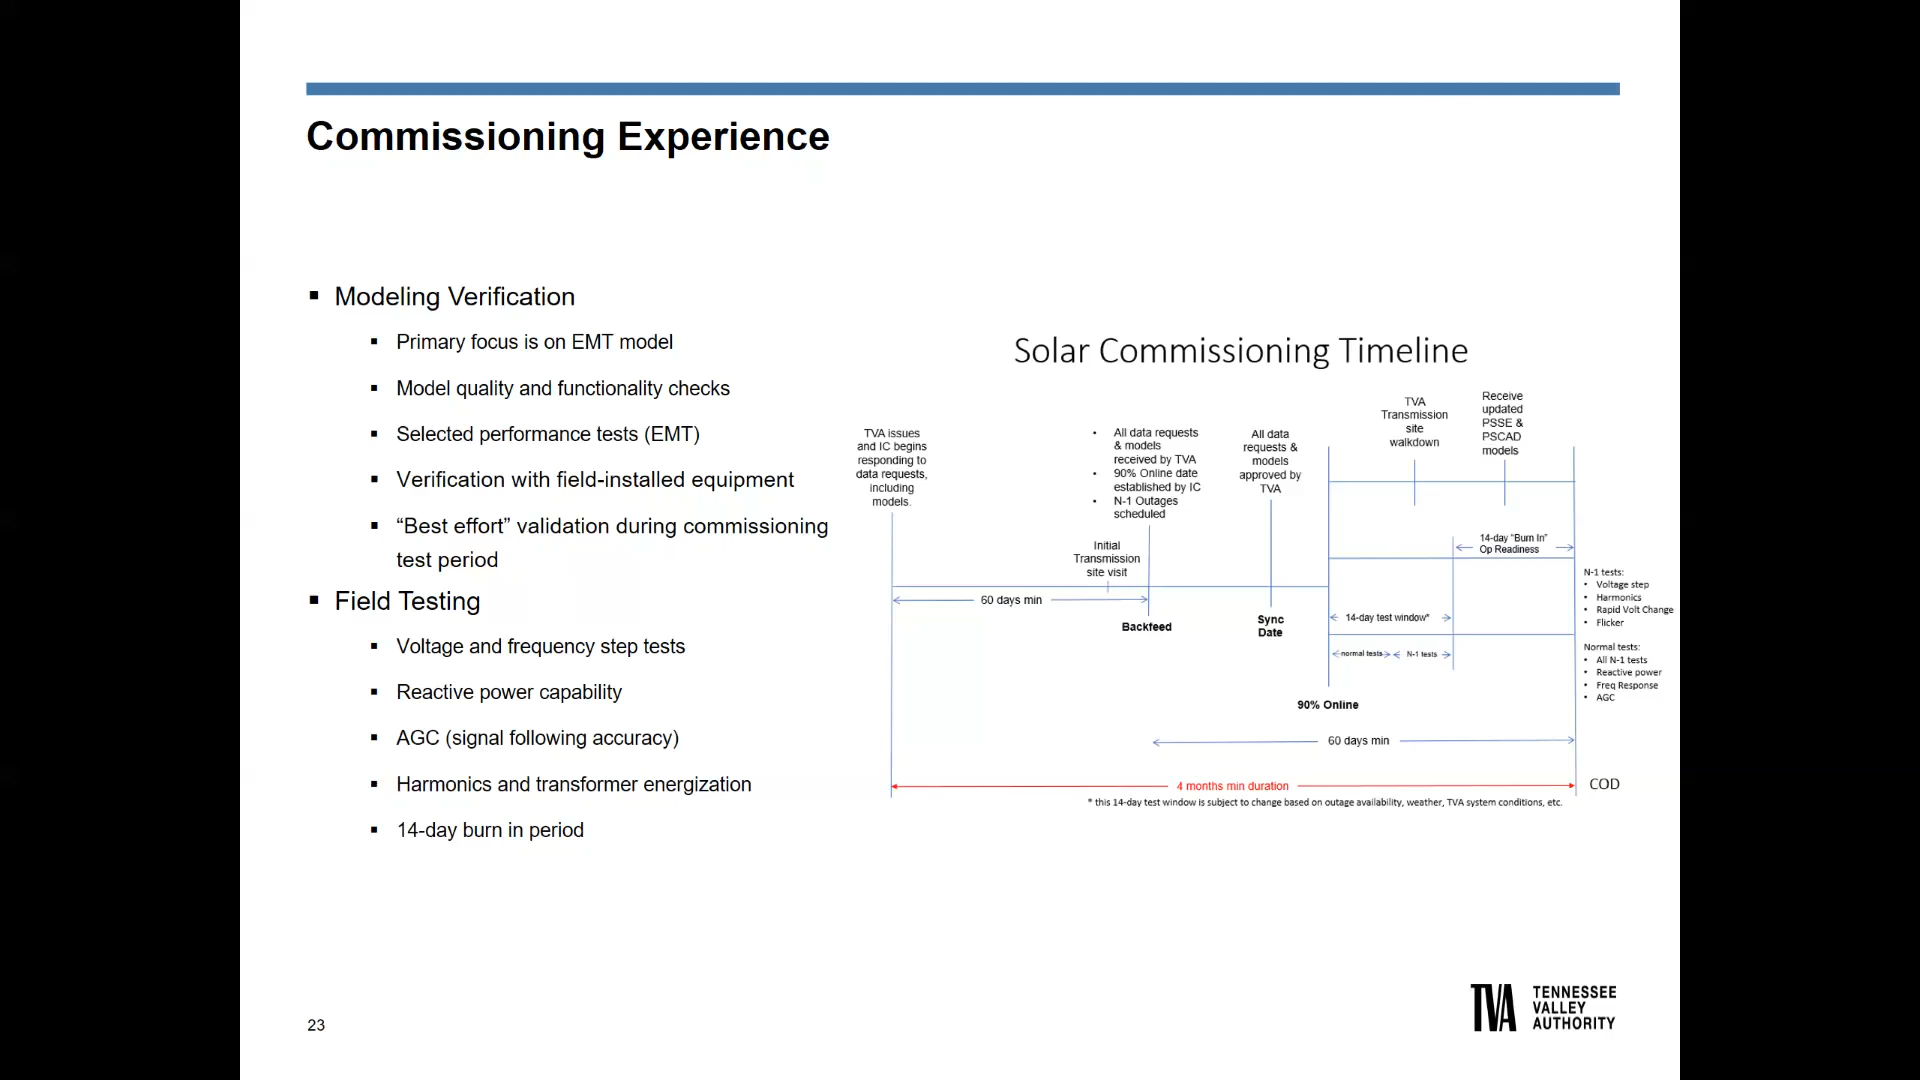 Commissioning Experience
▪ Modeling Verification
▪ Primary focus is on EMT model
▪ Model quality and functionality checks
▪ Selected performance tests (EMT)
▪ Verification with field-installed equipment
▪ “Best effort” validation during commissioning
test period
▪ Field Testing
▪ Voltage and frequency step tests
▪ Reactive power capability
▪ AGC (signal following accuracy)
▪ Harmonics and transformer energization
▪ 14-day burn in period
Solar Commissioning Timeline
TVA issues
and IC begins
responding to
data requests,
including
models.
Initial
Transmission
site visit
• All data requests
& models
received by TVA
• 90% Online date
established by IC
• N-1 Outages
scheduled
All data
requests &
models
approved by
TVA
TVA
Transmission
site
walkdown
Receive
updated
PSSE &
PSCAD
models
14-day “Burn In”
Op Readiness
60 days min
Backfeed
Sync
Date
14-day test window*
normal tests
N-1 tests
90% Online
60 days min
4 months min duration
COD
* this 14-day test window is subject to change based on outage availability, weather, TVA system conditions, etc.
N-1 tests:
• Voltage step
• Harmonics
• Rapid Volt Change
• Flicker
Normal tests:
• All N-1 tests
• Reactive power
• Freq Response
• AGC
23
TVA
TENNESSEE
VALLEY
AUTHORITY